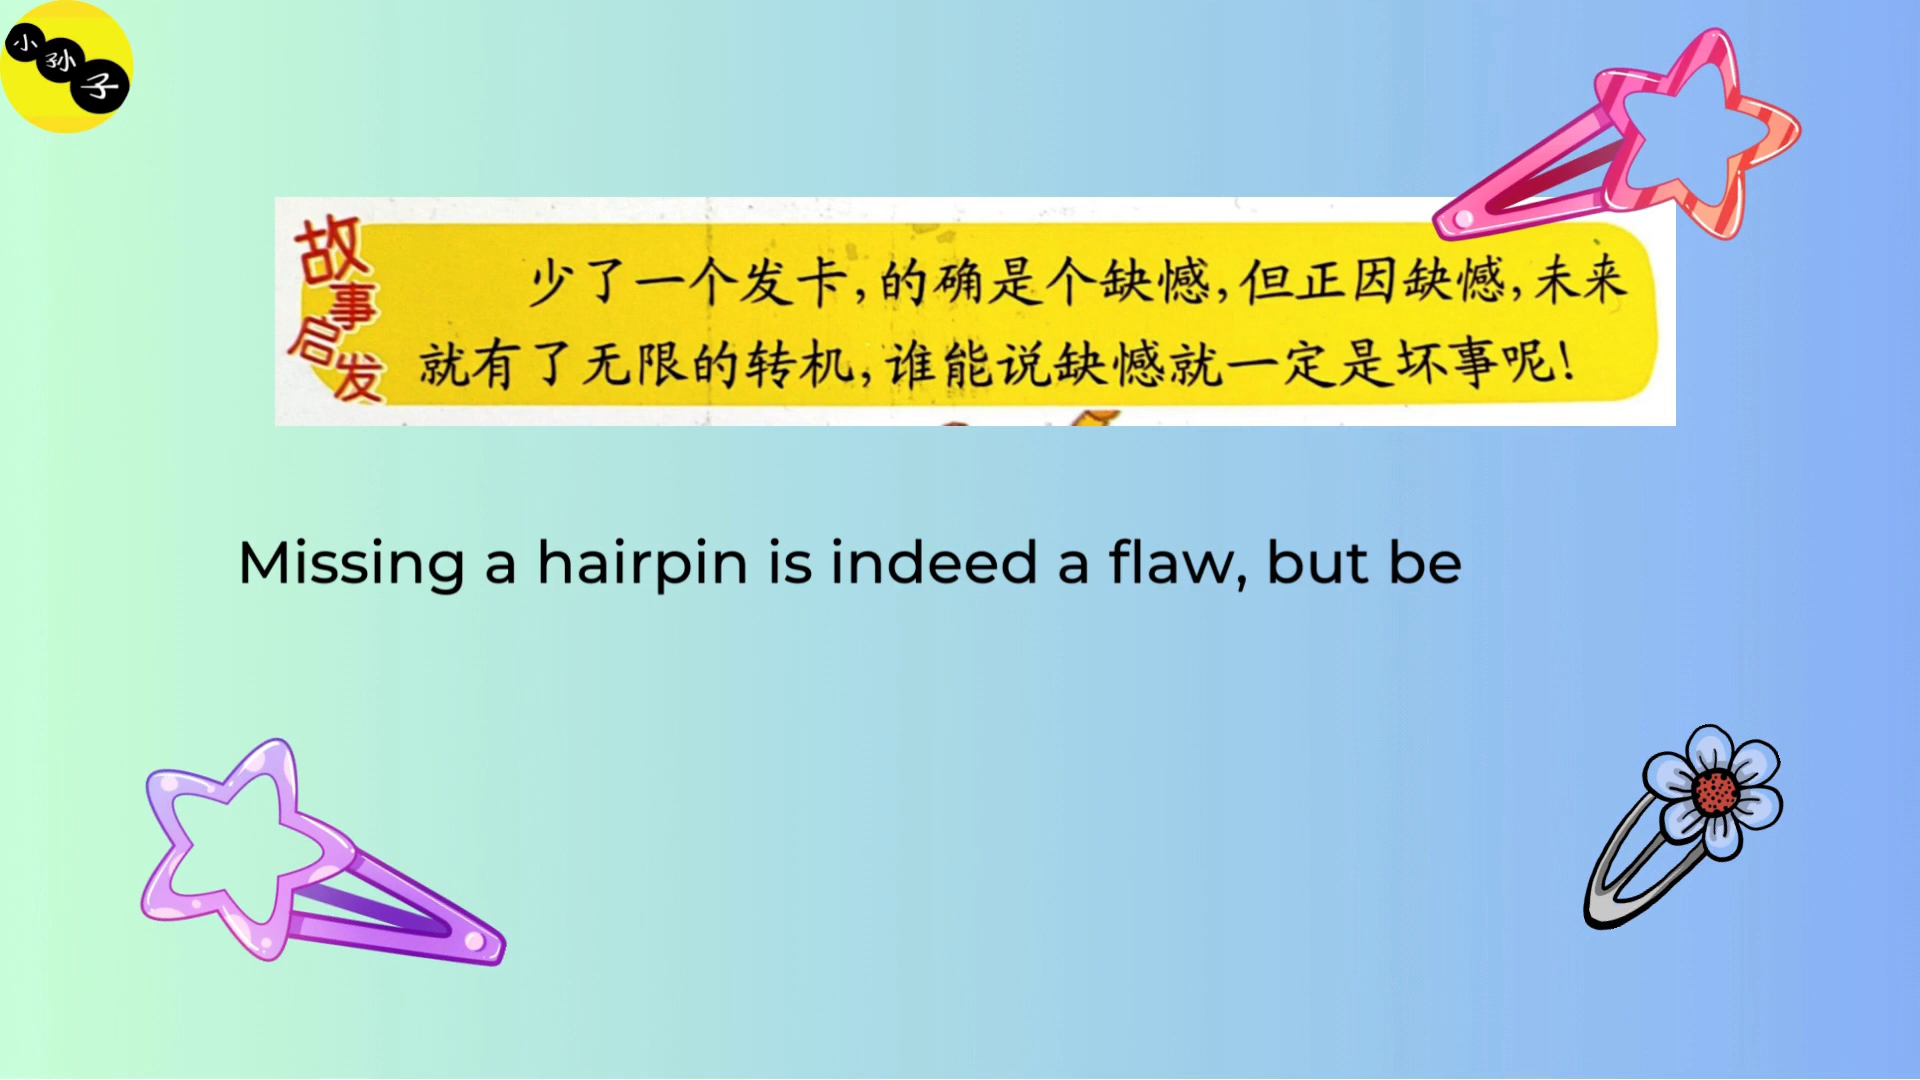 小孙子
故事启发
少了一个发卡,的确是个缺憾,但正因缺憾,未来
就有了无限的转机,谁能说缺憾就一定是坏事呢!
Missing a hairpin is indeed a flaw, but be